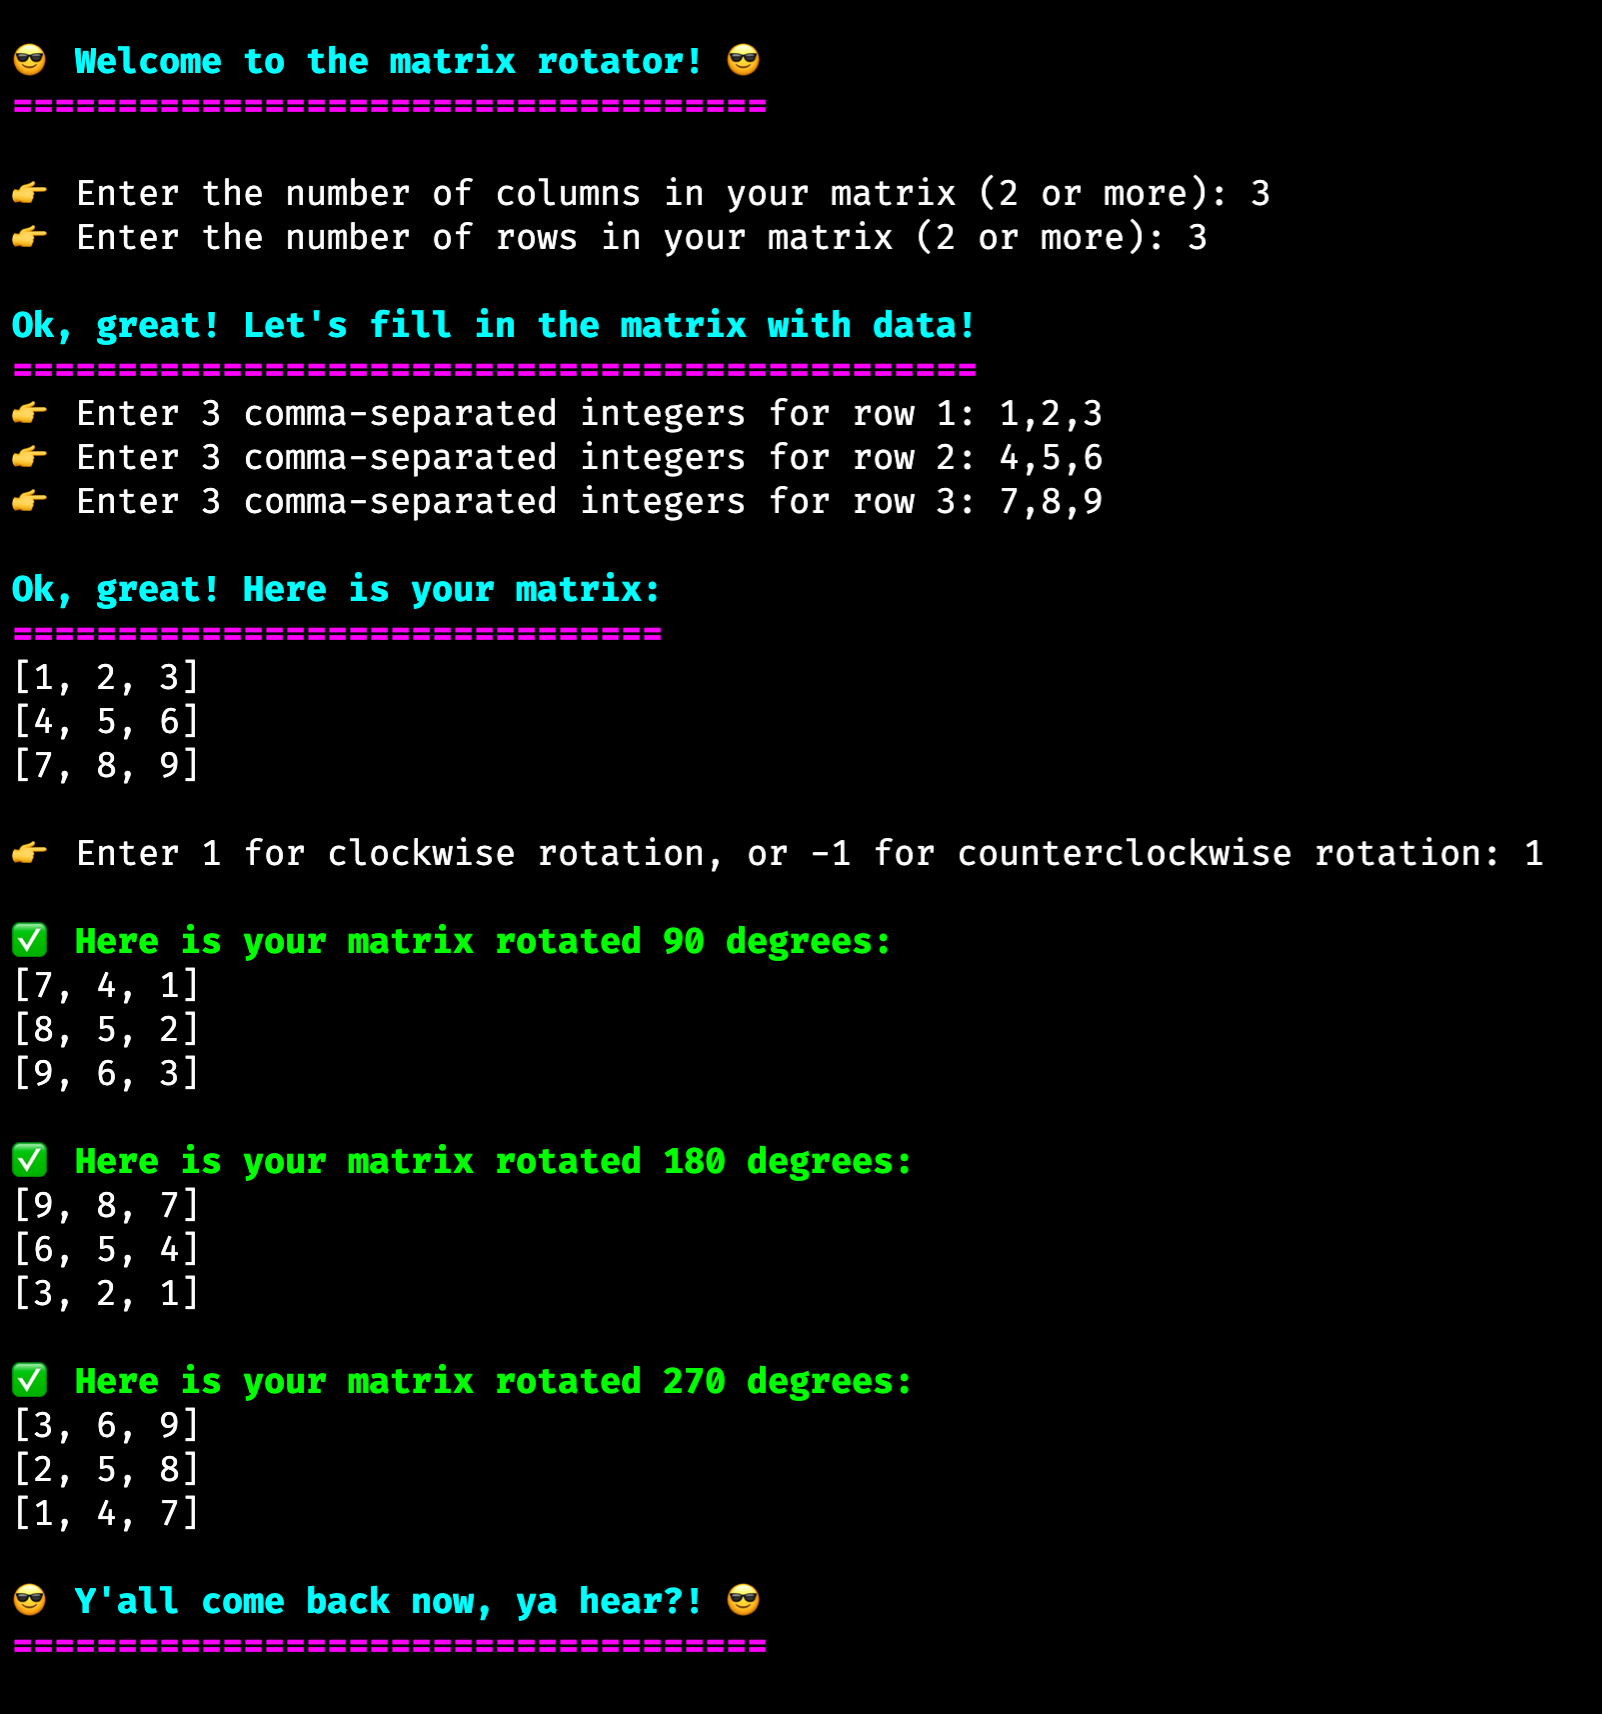 😎 Welcome to the matrix rotator! 😎
====================================
👉 Enter the number of columns in your matrix (2 or more): 3
👉 Enter the number of rows in your matrix (2 or more): 3
Ok, great! Let's fill in the matrix with data!
==============================================
👉 Enter 3 comma-separated integers for row 1: 1,2,3
👉 Enter 3 comma-separated integers for row 2: 4,5,6
👉 Enter 3 comma-separated integers for row 3: 7,8,9
Ok, great! Here is your matrix:
===============================
[1, 2, 3]
[4, 5, 6]
[7, 8, 9]
👉 Enter 1 for clockwise rotation, or -1 for counterclockwise rotation: 1
✅ Here is your matrix rotated 90 degrees:
[7, 4, 1]
[8, 5, 2]
[9, 6, 3]
✅ Here is your matrix rotated 180 degrees:
[9, 8, 7]
[6, 5, 4]
[3, 2, 1]
✅ Here is your matrix rotated 270 degrees:
[3, 6, 9]
[2, 5, 8]
[1, 4, 7]
😎 Y'all come back now, ya hear?! 😎
====================================